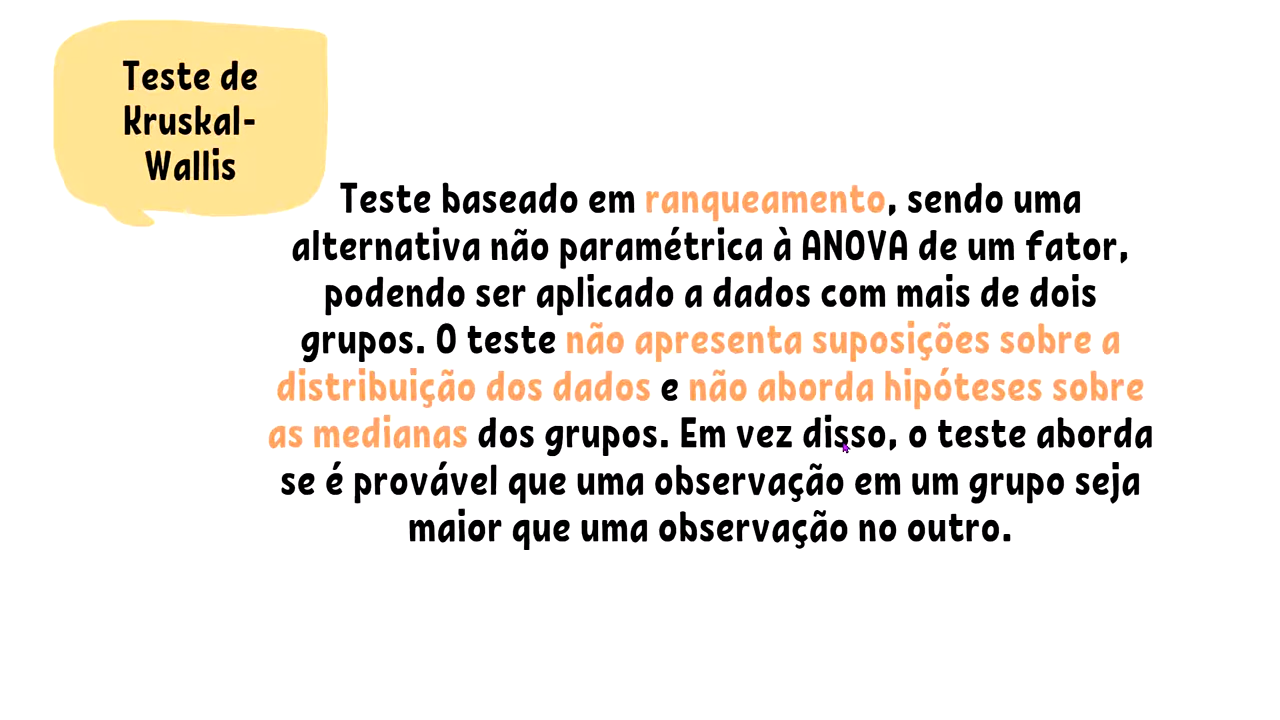 Teste de
Kruskal-
Wallis
Teste baseado em ranqueamento, sendo uma
alternativa não paramétrica à ANOVA de um fator,
podendo ser aplicado a dados com mais de dois
grupos. O teste não apresenta suposições sobre a
distribuição dos dados e não aborda hipóteses sobre
as medianas dos grupos. Em vez disso, o teste aborda
se é provável que uma observação em um grupo seja
maior que uma observação no outro.